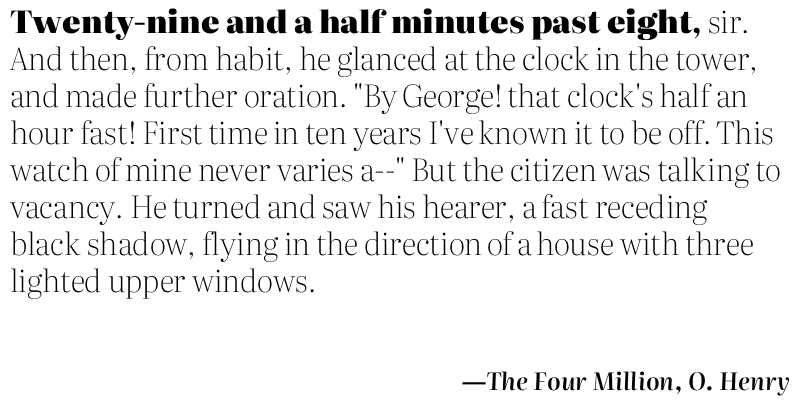 Twenty-nine and a half minutes past eight, sir.
And then, from habit, he glanced at the clock in the tower,
and made further oration. "By George! that clock's half an
hour fast! First time in ten years I've known it to be off. This
watch of mine never varies a--" But the citizen was talking to
vacancy. He turned and saw his hearer, a fast receding
black shadow, flying in the direction of a house with three
lighted upper windows.
—The Four Million, O. Henry